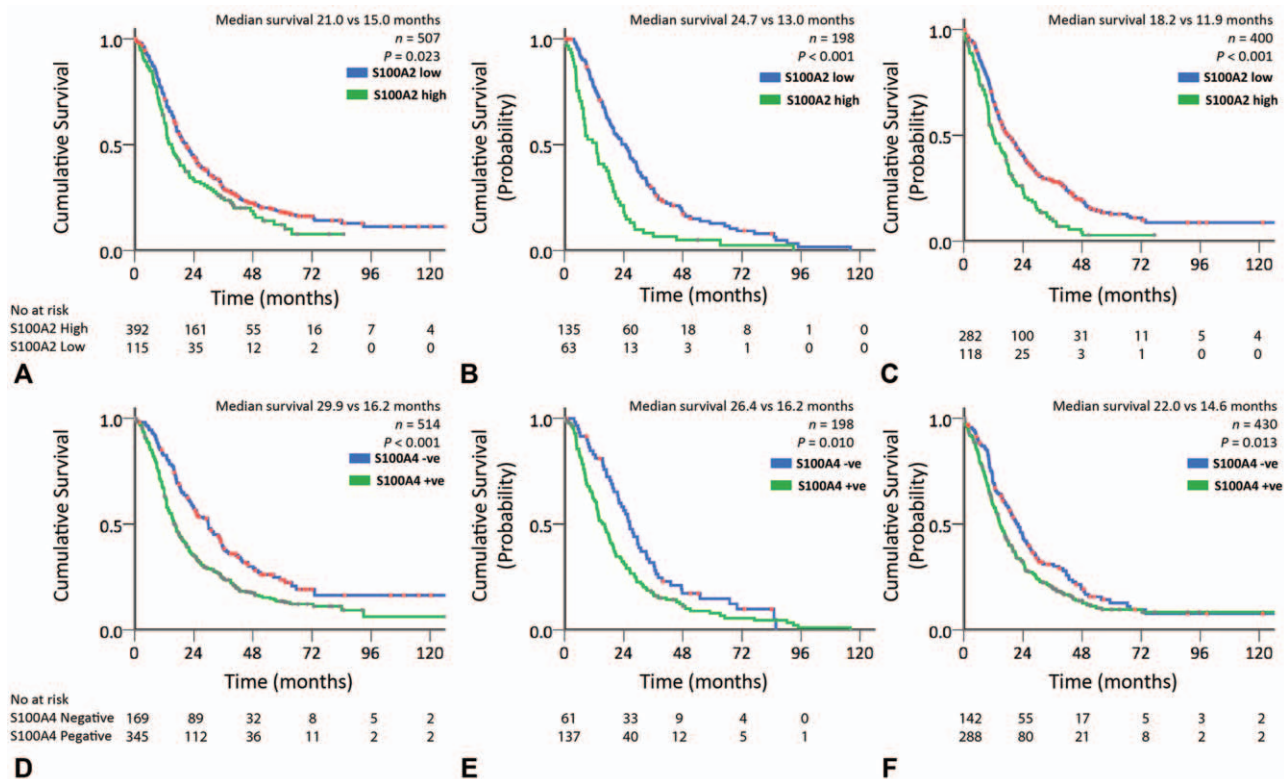 Median survival 21.0 vs 15.0 months
n = 507
P = 0.023
S100A2 low
S100A2 high
Cumulative Survival
1.0
0.5
0.0
0 24 48 72 96 120
Time (months)
No at risk
S100A2 High 392 161 55 16 7 4
S100A2 Low 115 35 12 2 0 0
A
Median survival 24.7 vs 13.0 months
n = 198
P < 0.001
S100A2 low
S100A2 high
Cumulative Survival
(Probability)
1.0
0.5
0.0
0 24 48 72 96 120
Time (months)
135 60 18 8 1 0
63 13 3 1 0 0
B
Median survival 18.2 vs 11.9 months
n = 400
P < 0.001
S100A2 low
S100A2 high
Cumulative Survival
(Probability)
1.0
0.5
0.0
0 24 48 72 96 120
Time (months)
282 100 31 11 5 4
118 25 3 1 0 0
C
Median survival 29.9 vs 16.2 months
n = 514
P < 0.001
S100A4 -ve
S100A4 +ve
Cumulative Survival
1.0
0.5
0.0
0 24 48 72 96 120
Time (months)
No at risk
S100A4 Negative 169 89 32 8 5 2
S100A4 Pegative 345 112 36 11 2 2
D
Median survival 26.4 vs 16.2 months
n = 198
P = 0.010
S100A4 -ve
S100A4 +ve
Cumulative Survival
(Probability)
1.0
0.5
0.0
0 24 48 72 96 120
Time (months)
61 33 9 4 0
137 40 12 5 1
E
Median survival 22.0 vs 14.6 months
n = 430
P = 0.013
S100A4 -ve
S100A4 +ve
Cumulative Survival
(Probability)
1.0
0.5
0.0
0 24 48 72 96 120
Time (months)
142 55 17 5 3 2
288 80 21 8 2 2
F